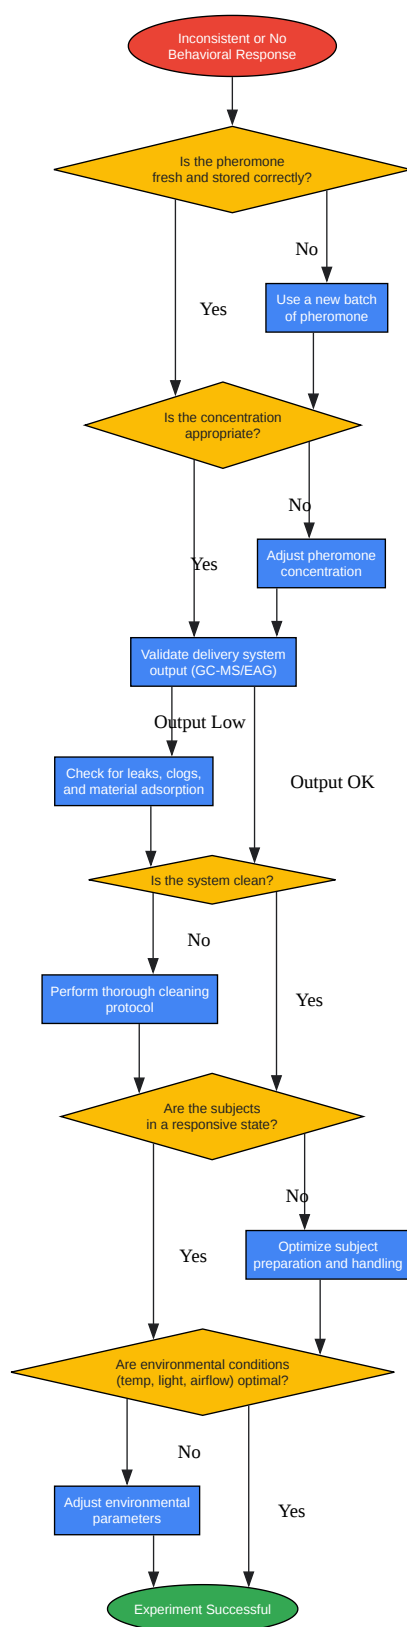 Inconsistent or No
Behavioral Response
Is the pheromone
fresh and stored correctly?
No
Use a new batch
of pheromone
Yes
Is the concentration
appropriate?
No
Adjust pheromone
concentration
Yes
Validate delivery system
output (GC-MS/EAG)
Output Low
Check for leaks, clogs,
and material adsorption
Output OK
Is the system clean?
No
Perform thorough cleaning
protocol
Yes
Are the subjects
in a responsive state?
No
Optimize subject
preparation and handling
Yes
Are environmental conditions
(temp, light, airflow) optimal?
No
Adjust environmental
parameters
Yes
Experiment Successful